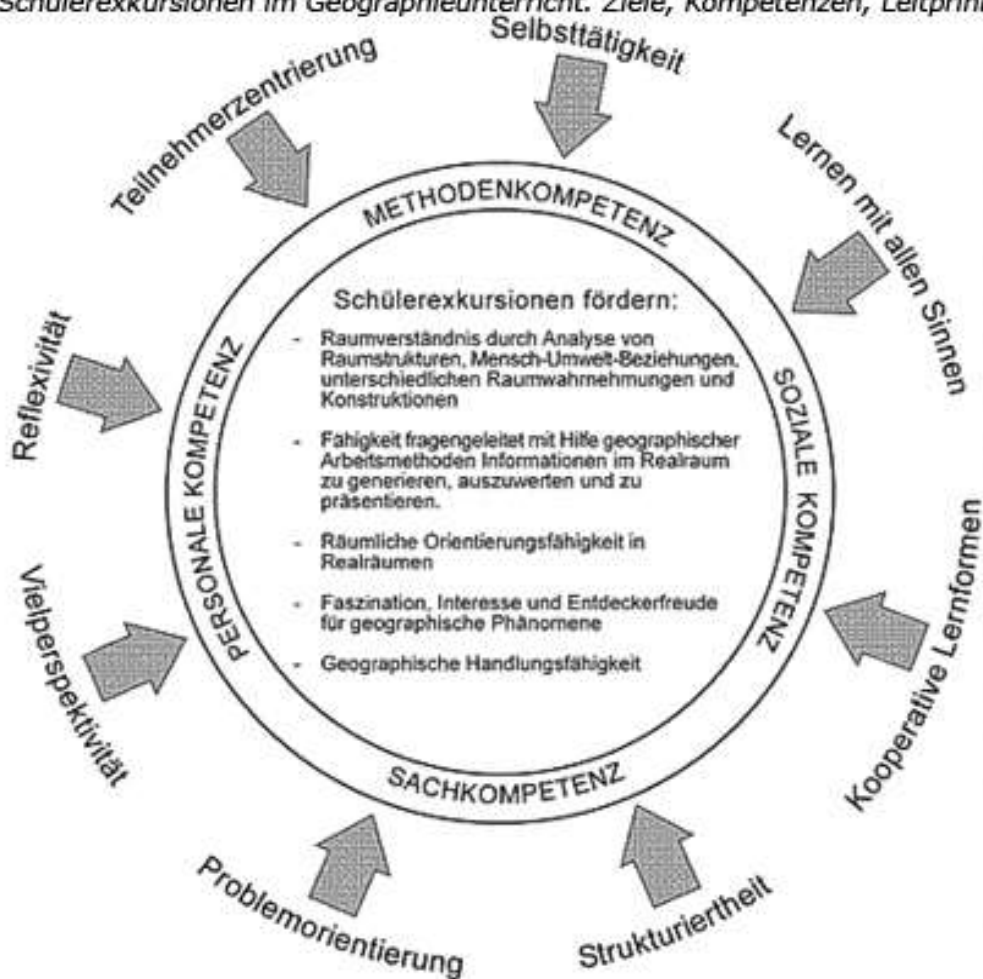 Schülerexkursionen im Geographieunterricht. Ziele, Kompetenzen,
Selbsttätigkeit
Teilnehmerzentrierung
Lernen mit allen Sinnen
Reflexivität
Vielperspektivität
Kooperative Lernformen
Problemorientierung
Strukturiertheit
METHODENKOMPETENZ
PERSONALE KOMPETENZ
SOZIALE KOMPETENZ
SACHKOMPETENZ
Schülerexkursionen fördern:
- Raumverständnis durch Analyse von
Raumstrukturen, Mensch-Umwelt-Beziehungen,
unterschiedlichen Raumwahrnehmungen und
Konstruktionen
- Fähigkeit fragengeleitet mit Hilfe geographischer
Arbeitsmethoden Informationen im Realraum
zu generieren, auszuwerten und zu
präsentieren.
- Räumliche Orientierungsfähigkeit in
Realräumen
- Faszination, Interesse und Entdeckerfreude
für geographische Phänomene
- Geographische Handlungsfähigkeit